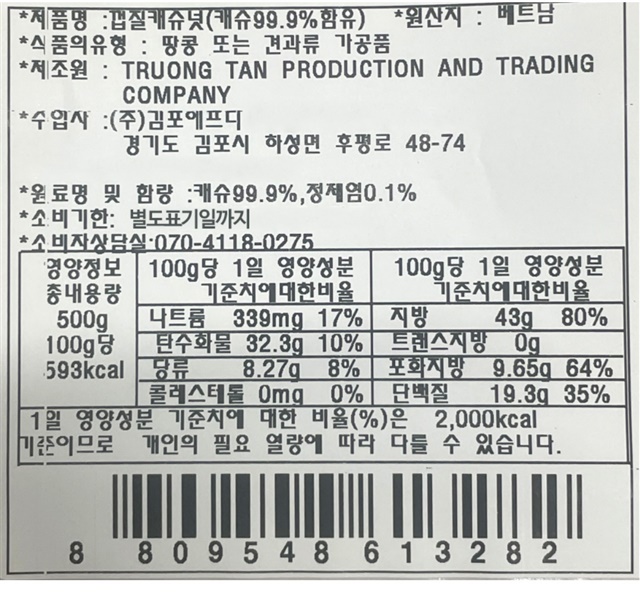 *제품명 :껍질캐슈넛(캐슈99.9%함유) *원산지 : 베트남
*식품의유형 : 땅콩 또는 견과류 가공품
*제조원 : TRUONG TAN PRODUCTION AND TRADING
COMPANY
*수입사 :(주)김포에프디
경기도 김포시 하성면 후평로 48-74
*원료명 및 함량 :캐슈99.9%,정제염0.1%
*소비기한: 별도표기일까지
*소비자상담실:070-4118-0275
영양정보 100g당 1일 영양성분 100g당 1일 영양성분
총내용량 기준치에대한비율 기준치에대한비율
500g 나트륨 339mg 17% 지방 43g 80%
100g당 탄수화물 32.3g 10% 트랜스지방 0g
593kcal 당류 8.27g 8% 포화지방 9.65g 64%
콜레스테롤 0mg 0% 단백질 19.3g 35%
1일 영양성분 기준치에 대한 비율(%)은 2,000kcal
기준이므로 개인의 필요 열량에 따라 다를 수 있습니다.
8 809548 613282